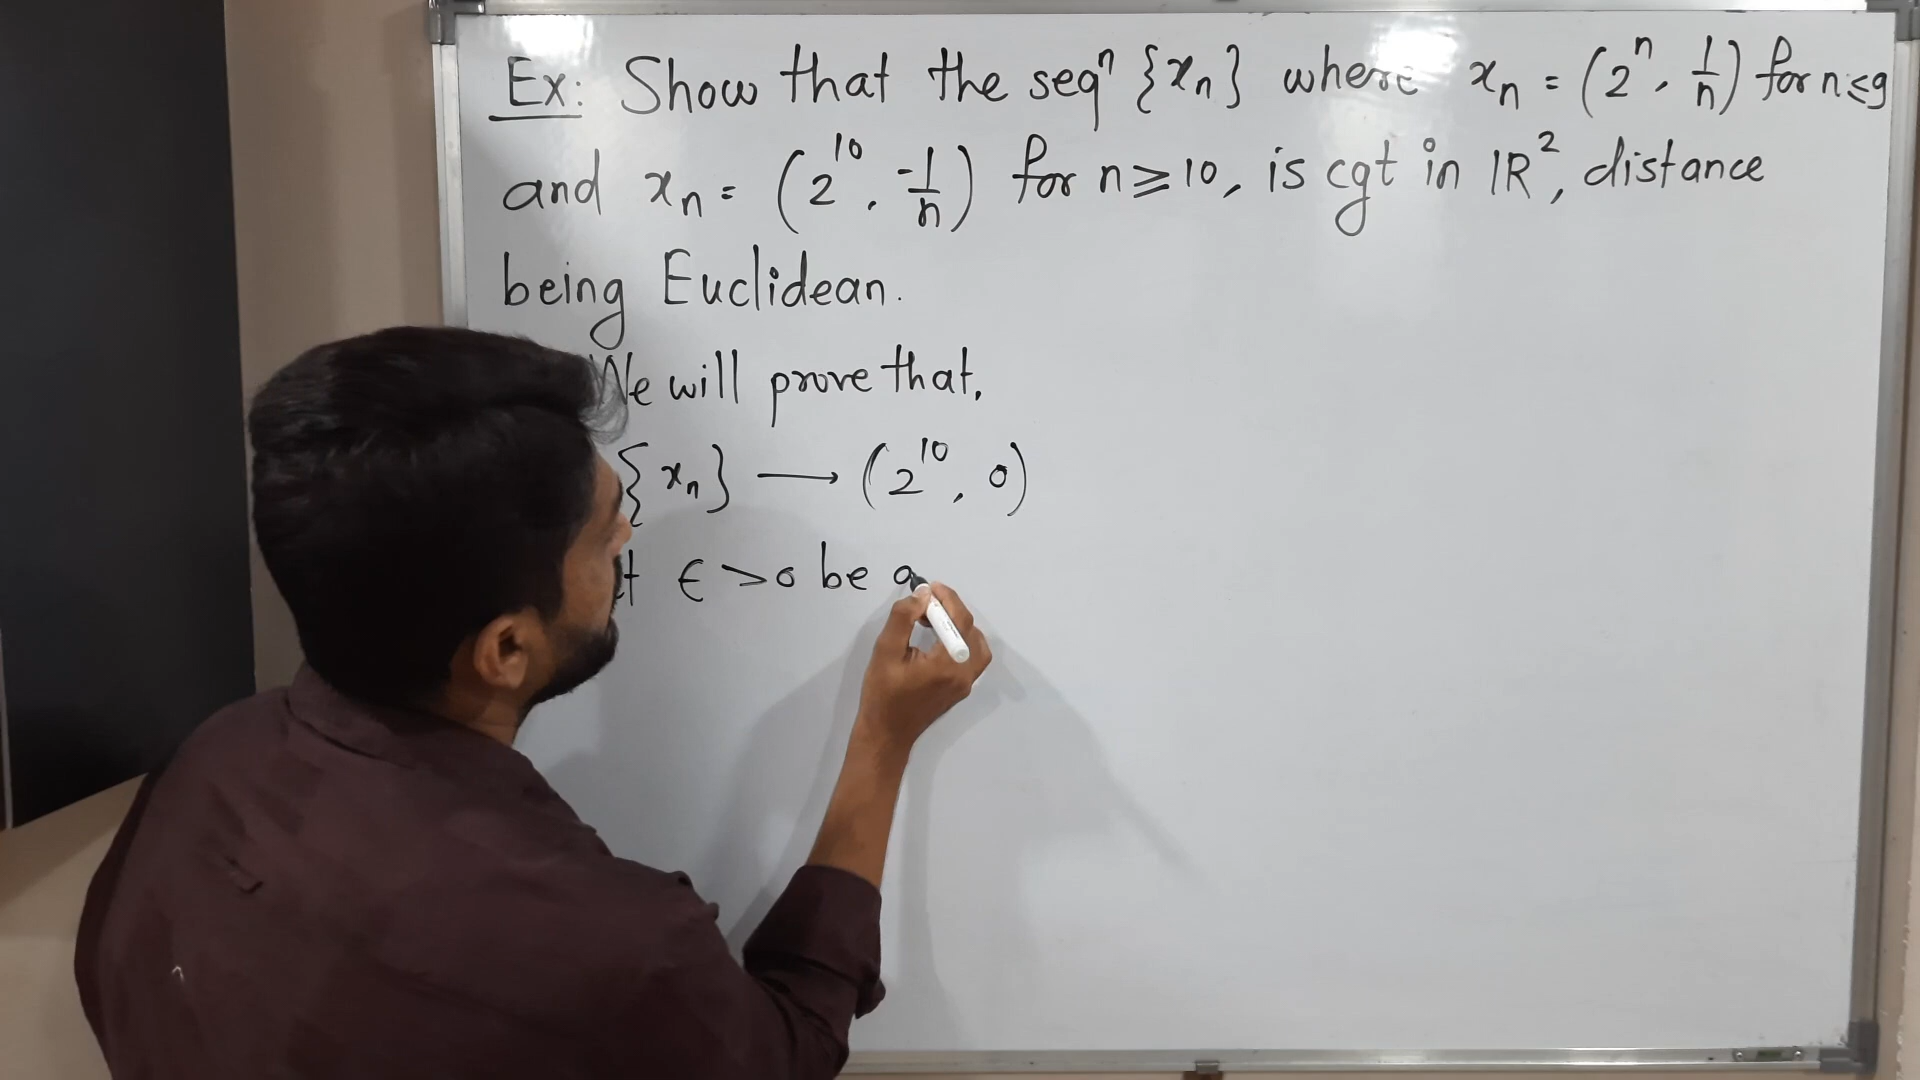 Ex: Show that the seqⁿ {xₙ} where xₙ = (2ⁿ, 1/n) for n≤9
and xₙ = (2¹⁰, -1/n) for n≥10, is cgt in ℝ², distance
being Euclidean.
We will prove that,
{xₙ} ⟶ (2¹⁰, 0)
ϵ >0 be